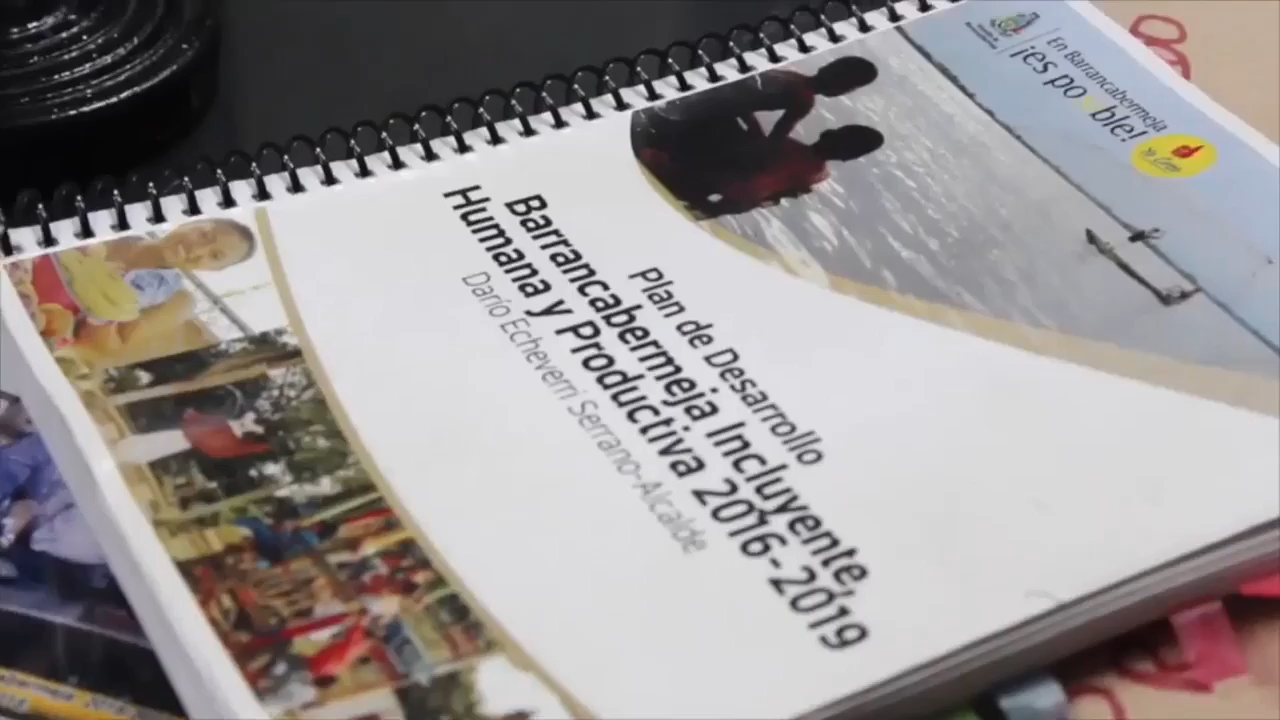 En Barrancabermeja
¡es posible!
Plan de Desarrollo
Barrancabermeja Incluyente,
Humana y Productiva 2016-2019
Darío Echeverri Serrano-Alcalde